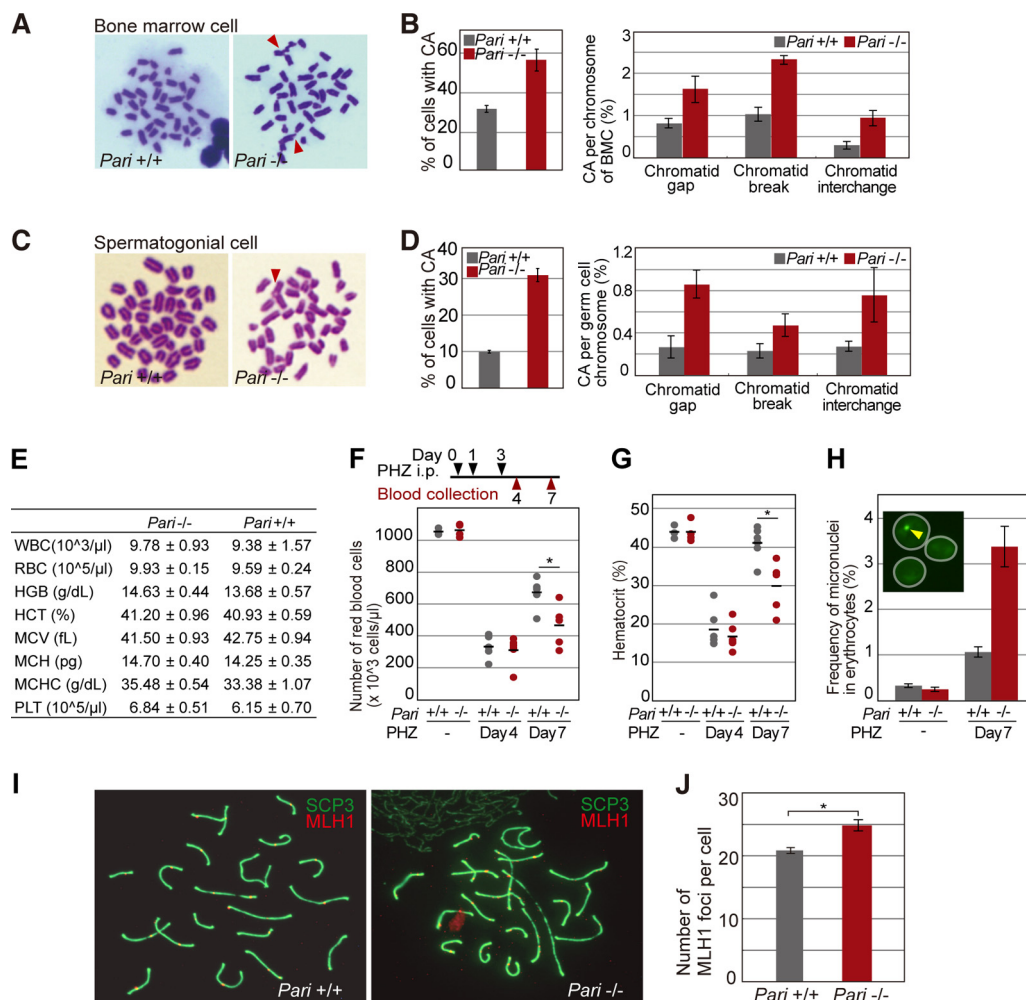 A
Bone marrow cell
Pari +/+
Pari -/-
B
% of cells with CA
60
40
20
0
Pari +/+
Pari -/-
CA per chromosome
of BMC (%)
3
2
1
0
Pari +/+ Pari -/-
Chromatid
gap
Chromatid
break
Chromatid
interchange
C
Spermatogonial cell
Pari +/+
Pari -/-
D
% of cells with CA
40
30
20
10
0
Pari +/+
Pari -/-
CA per germ cell
chromosome (%)
1.2
0.8
0.4
0
Pari +/+ Pari -/-
Chromatid
gap
Chromatid
break
Chromatid
interchange
E
Pari -/- Pari +/+
WBC(10^3/µl) 9.78 ± 0.93 9.38 ± 1.57
RBC (10^5/µl) 9.93 ± 0.15 9.59 ± 0.24
HGB (g/dL) 14.63 ± 0.44 13.68 ± 0.57
HCT (%) 41.20 ± 0.96 40.93 ± 0.59
MCV (fL) 41.50 ± 0.93 42.75 ± 0.94
MCH (pg) 14.70 ± 0.40 14.25 ± 0.35
MCHC (g/dL) 35.48 ± 0.54 33.38 ± 1.07
PLT (10^5/µl) 6.84 ± 0.51 6.15 ± 0.70
F
Day 0 1 3
PHZ i.p.
Blood collection
4 7
Number of red blood cells
(x 10^3 cells/µl)
1000
800
600
400
200
0
*
Pari +/+ -/- +/+ -/- +/+ -/-
PHZ - Day 4 Day7
G
Hematocrit (%)
50
40
30
20
10
0
*
Pari +/+ -/- +/+ -/- +/+ -/-
PHZ - Day 4 Day7
H
Frequency of micronuclei
in erythrocytes (%)
4
3
2
1
0
Pari +/+ -/- +/+ -/-
PHZ - Day7
I
SCP3
MLH1
Pari +/+
SCP3
MLH1
Pari -/-
J
Number of
MLH1 foci per cell
30
20
10
0
*
Pari +/+ Pari -/-